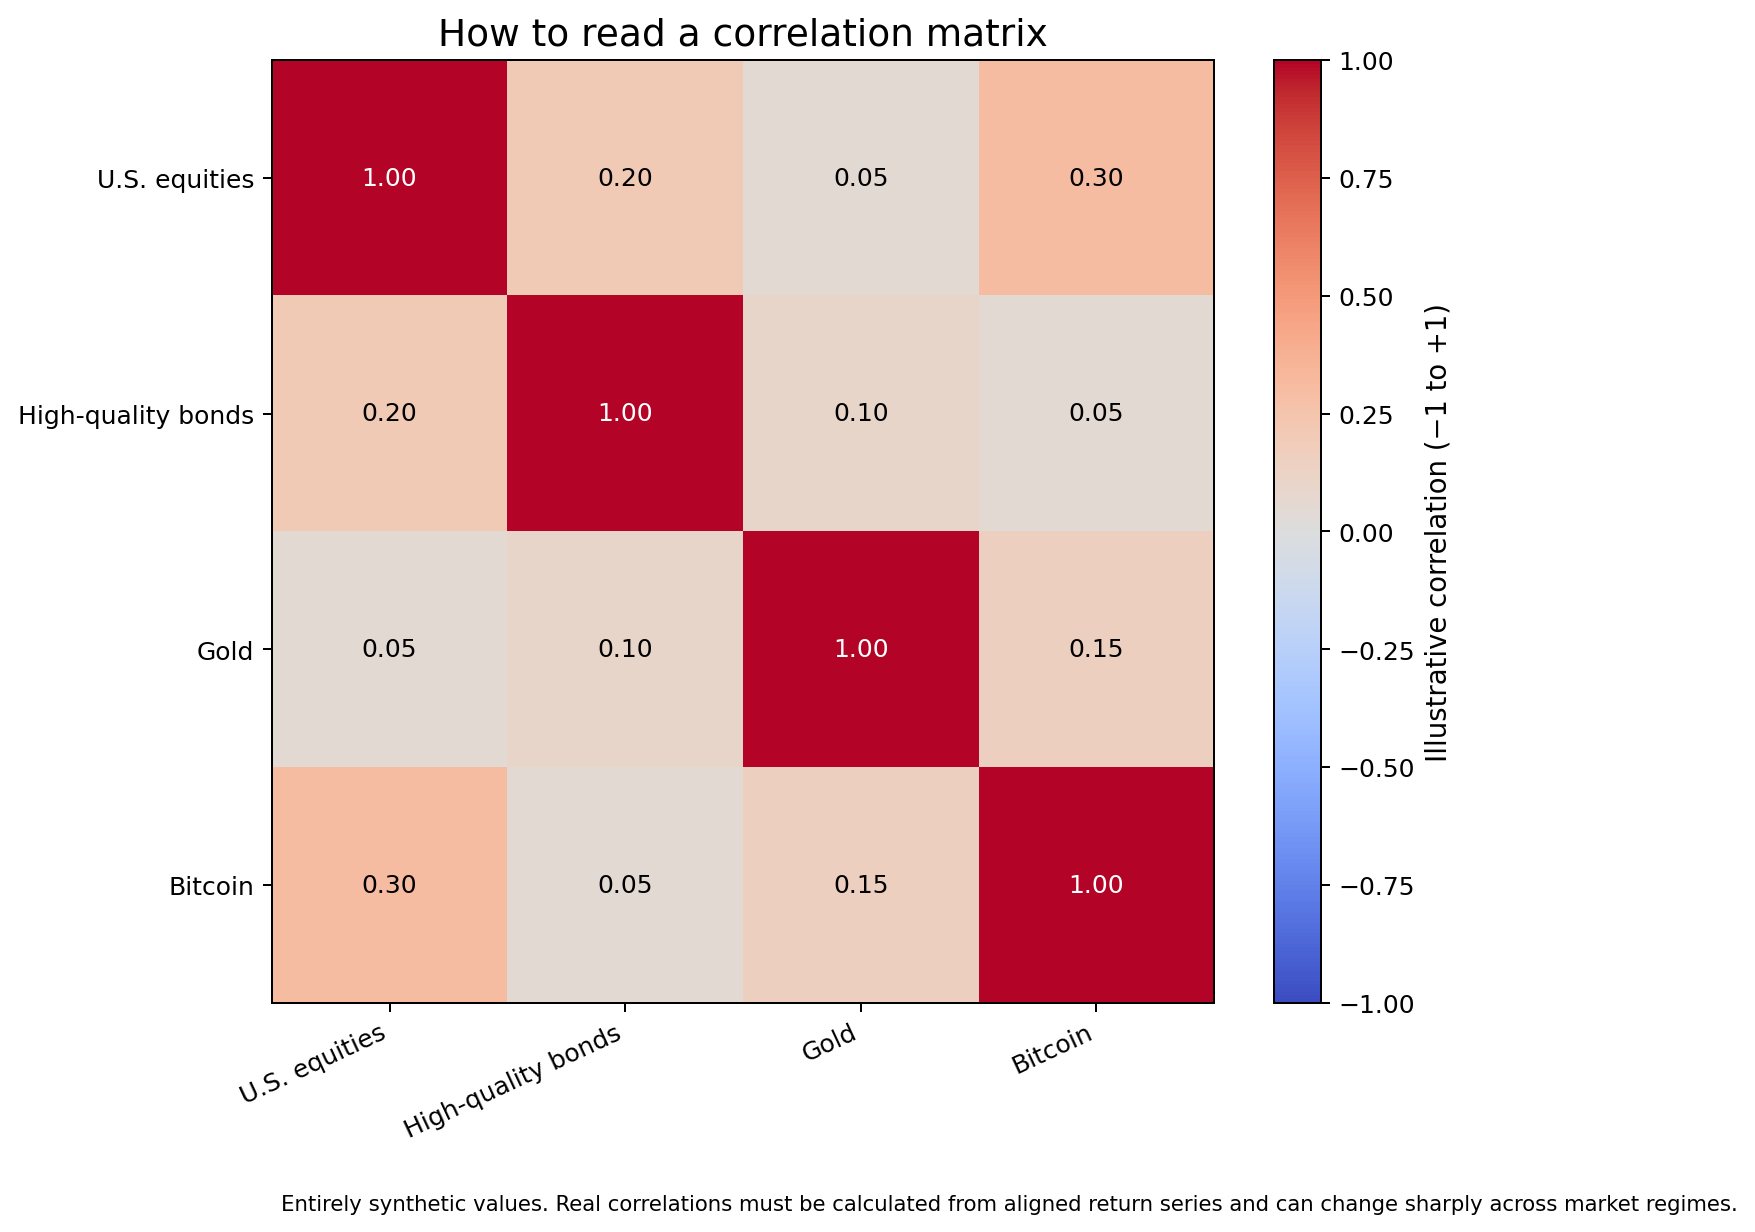 How to read a correlation matrix
U.S. equities
1.00 0.20 0.05 0.30
High-quality bonds
0.20 1.00 0.10 0.05
Gold
0.05 0.10 1.00 0.15
Bitcoin
0.30 0.05 0.15 1.00
U.S. equities
High-quality bonds
Gold
Bitcoin
1.00
0.75
0.50
0.25
0.00
−0.25
−0.50
−0.75
−1.00
Illustrative correlation (−1 to +1)
Entirely synthetic values. Real correlations must be calculated from aligned return series and can change sharply across market regimes.